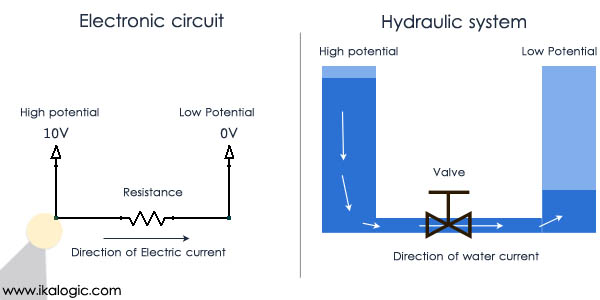 Electronic circuit
High potential
10V
Low Potential
0V
Resistance
Direction of Electric current
www.ikalogic.com
Hydraulic system
High potential
Low Potential
Valve
Direction of water current